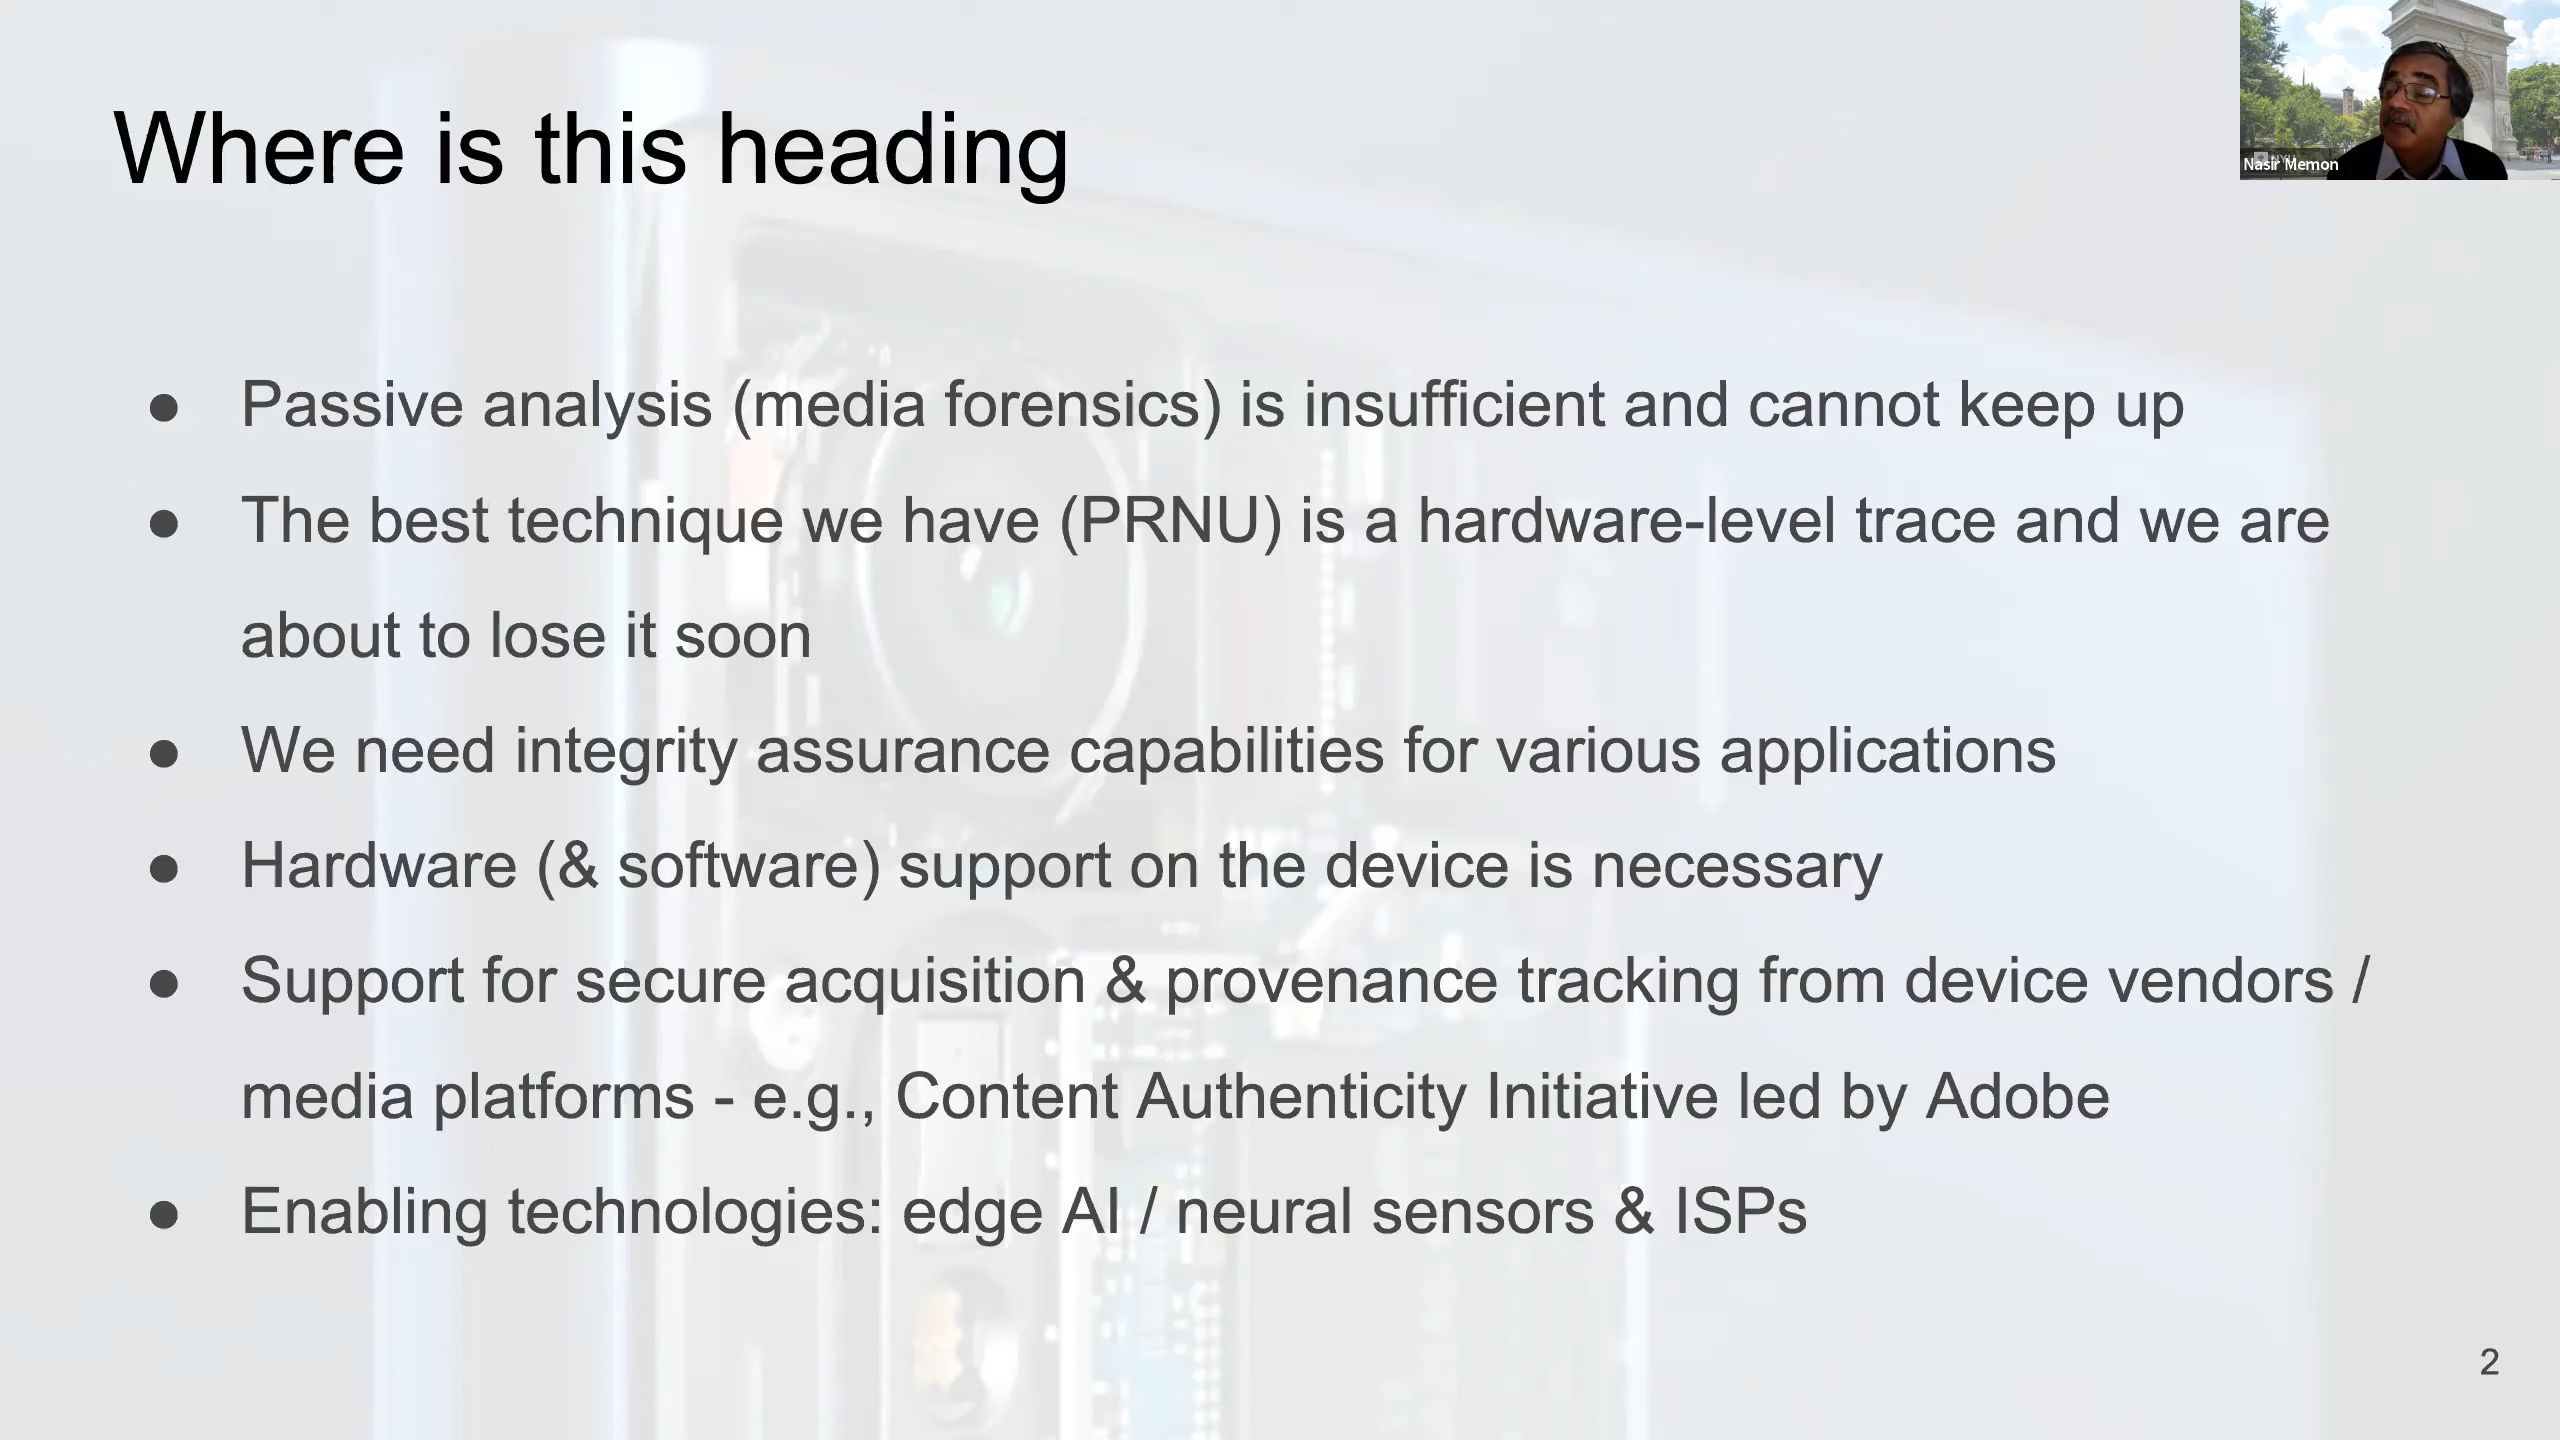 Where is this heading
Nasir Memon
● Passive analysis (media forensics) is insufficient and cannot keep up
● The best technique we have (PRNU) is a hardware-level trace and we are
about to lose it soon
● We need integrity assurance capabilities for various applications
● Hardware (& software) support on the device is necessary
● Support for secure acquisition & provenance tracking from device vendors /
media platforms - e.g., Content Authenticity Initiative led by Adobe
● Enabling technologies: edge AI / neural sensors & ISPs
2